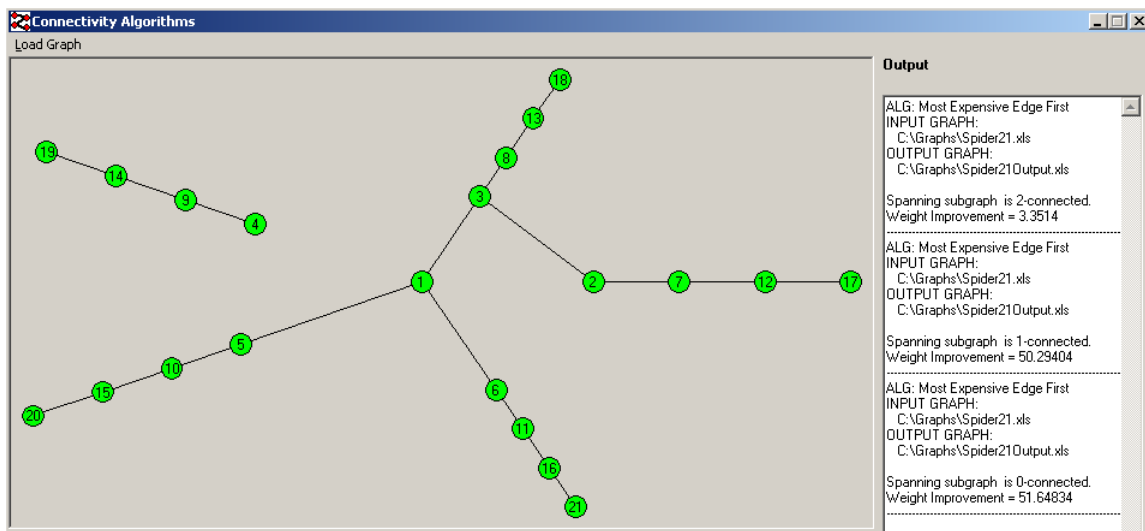 Connectivity Algorithms
Load Graph
Output
ALG: Most Expensive Edge First
INPUT GRAPH:
C:\Graphs\Spider21.xls
OUTPUT GRAPH:
C:\Graphs\Spider21Output.xls
Spanning subgraph is 2-connected.
Weight Improvement = 3.3514
ALG: Most Expensive Edge First
INPUT GRAPH:
C:\Graphs\Spider21.xls
OUTPUT GRAPH:
C:\Graphs\Spider21Output.xls
Spanning subgraph is 1-connected.
Weight Improvement = 50.29404
ALG: Most Expensive Edge First
INPUT GRAPH:
C:\Graphs\Spider21.xls
OUTPUT GRAPH:
C:\Graphs\Spider21Output.xls
Spanning subgraph is 0-connected.
Weight Improvement = 51.64834
18
13
19
8
14
3
9
4
1
2
7
12
17
5
10
6
15
20
11
16
21